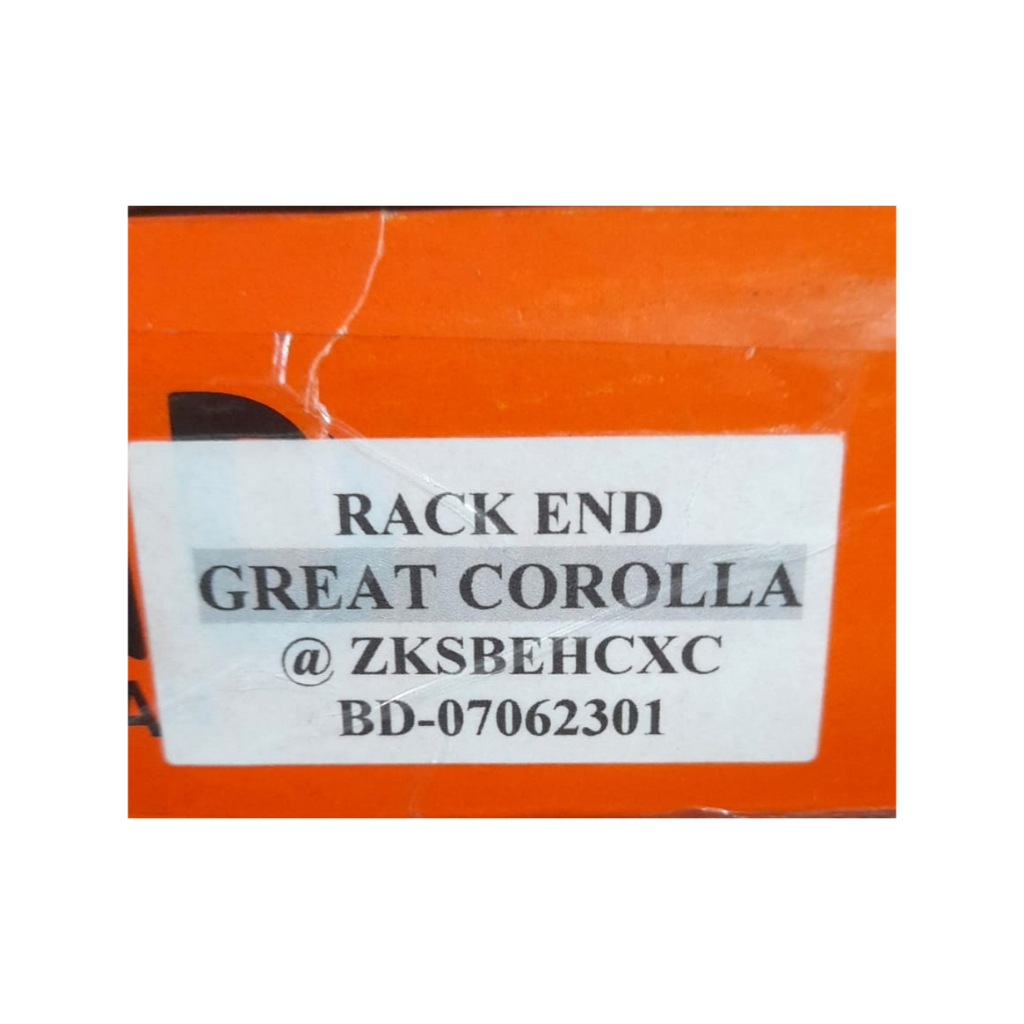 RACK END
GREAT COROLLA
@ ZKSBEHCXC
BD-07062301